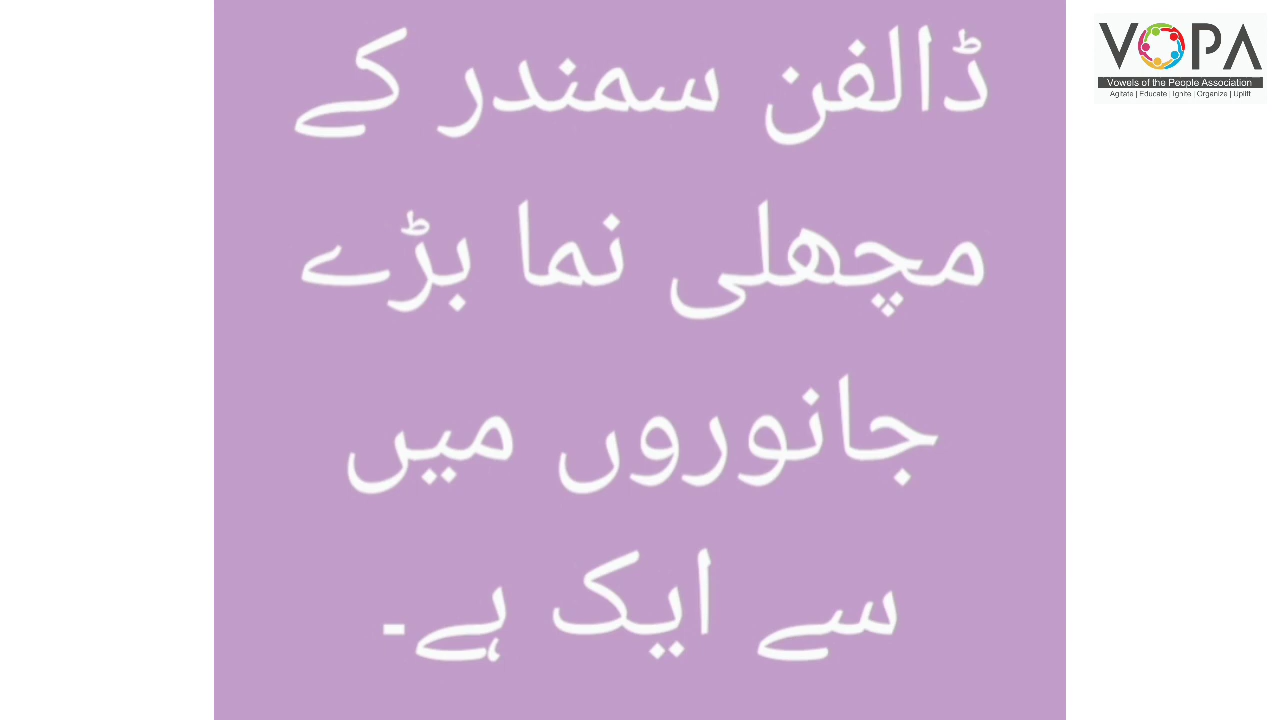 ڈالفن سمندر کے
مچھلی نما بڑے
جانوروں میں
سے ایک ہے۔
VOPA
Vowels of the People Association
Agitate | Educate | Ignite | Organize | Uplift